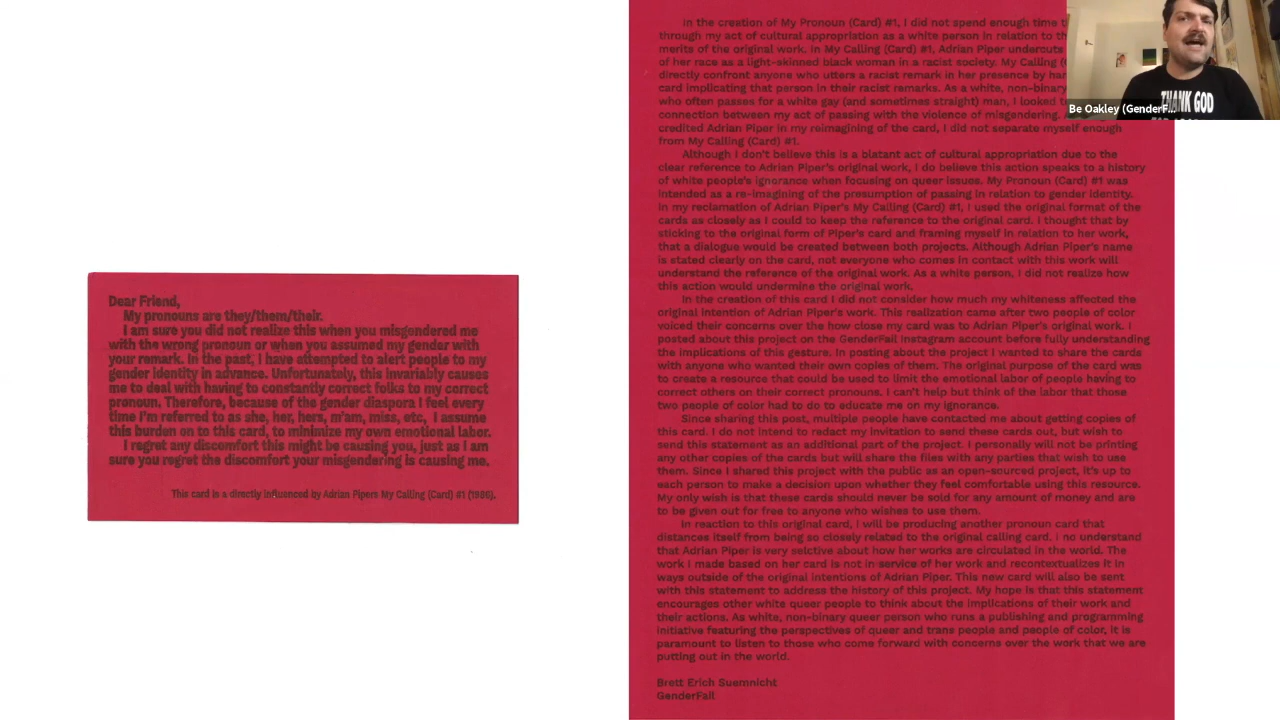 Dear Friend,
My pronouns are they/them/their.
I am sure you did not realize this when you misgendered me
with the wrong pronoun or when you assumed my gender with
your remark. In the past, I have attempted to alert people to my
gender identity in advance. Unfortunately, this invariably causes
me to deal with having to constantly correct folks to my correct
pronoun. Therefore, because of the gender diaspora I feel every
time I'm referred to as she, her, hers, m'am, miss, etc, I assume
this burden on to this card, to minimize my own emotional labor.
I regret any discomfort this might be causing you, just as I am
sure you regret the discomfort your misgendering is causing me.
This card is a directly influenced by Adrian Pipers My Calling (Card) #1 (1986).
In the creation of My Pronoun (Card) #1, I did not spend enough time
through my act of cultural appropriation as a white person in relation to
merits of the original work. In My Calling (Card) #1, Adrian Piper undercuts
of her race as a light-skinned black woman in a racist society. My Calling
directly confront anyone who utters a racist remark in her presence by
card implicating that person in their racist remarks. As a white, non-binary
who often passes for a white gay (and sometimes straight) man, I looked
connection between my act of passing with the violence of misgendering.
credited Adrian Piper in my reimagining of the card, I did not separate myself enough
from My Calling (Card) #1.
Although I don't believe this is a blatant act of cultural appropriation due to the
clear reference to Adrian Piper's original work, I do believe this action speaks to a history
of white people's ignorance when focusing on queer issues. My Pronoun (Card) #1 was
intended as a re-imagining of the presumption of passing in relation to gender identity.
In my reclamation of Adrian Piper's My Calling (Card) #1, I used the original format of the
cards as closely as I could to keep the reference to the original card. I thought that by
sticking to the original form of Piper's card and framing myself in relation to her work,
that a dialogue would be created between both projects. Although Adrian Piper's name
is stated clearly on the card, not everyone who comes in contact with this work will
understand the reference of the original work. As a white person, I did not realize how
this action would undermine the original work.
In the creation of this card I did not consider how much my whiteness affected the
original intention of Adrian Piper's work. This realization came after two people of color
voiced their concerns over the how close my card was to Adrian Piper's original work. I
posted about this project on the GenderFail Instagram account before fully understanding
the implications of this gesture. In posting about the project I wanted to share the cards
with anyone who wanted their own copies of them. The original purpose of the card was
to create a resource that could be used to limit the emotional labor of people having to
correct others on their correct pronouns. I can't help but think of the labor that those
two people of color had to do to educate me on my ignorance.
Since sharing this post, multiple people have contacted me about getting copies of
this card. I do not intend to redact my invitation to send these cards out, but wish to
send this statement as an additional part of the project. I personally will not be printing
any other copies of the cards but will share the files with any parties that wish to use
them. Since I shared this project with the public as an open-sourced project, it's up to
each person to make a decision upon whether they feel comfortable using this resource.
My only wish is that these cards should never be sold for any amount of money and are
to be given out for free to anyone who wishes to use them.
In reaction to this original card, I will be producing another pronoun card that
distances itself from being so closely related to the original calling card. I no understand
that Adrian Piper is very selctive about how her works are circulated in the world. The
work I made based on her card is not in service of her work and recontextualizes it in
ways outside of the original intentions of Adrian Piper. This new card will also be sent
with this statement to address the history of this project. My hope is that this statement
encourages other white queer people to think about the implications of their work and
their actions. As white, non-binary queer person who runs a publishing and programming
initiative featuring the perspectives of queer and trans people and people of color, it is
paramount to listen to those who come forward with concerns over the work that we are
putting out in the world.
Brett Erich Suemnicht
GenderFail
THANK GOD
Be Oakley (GenderF...